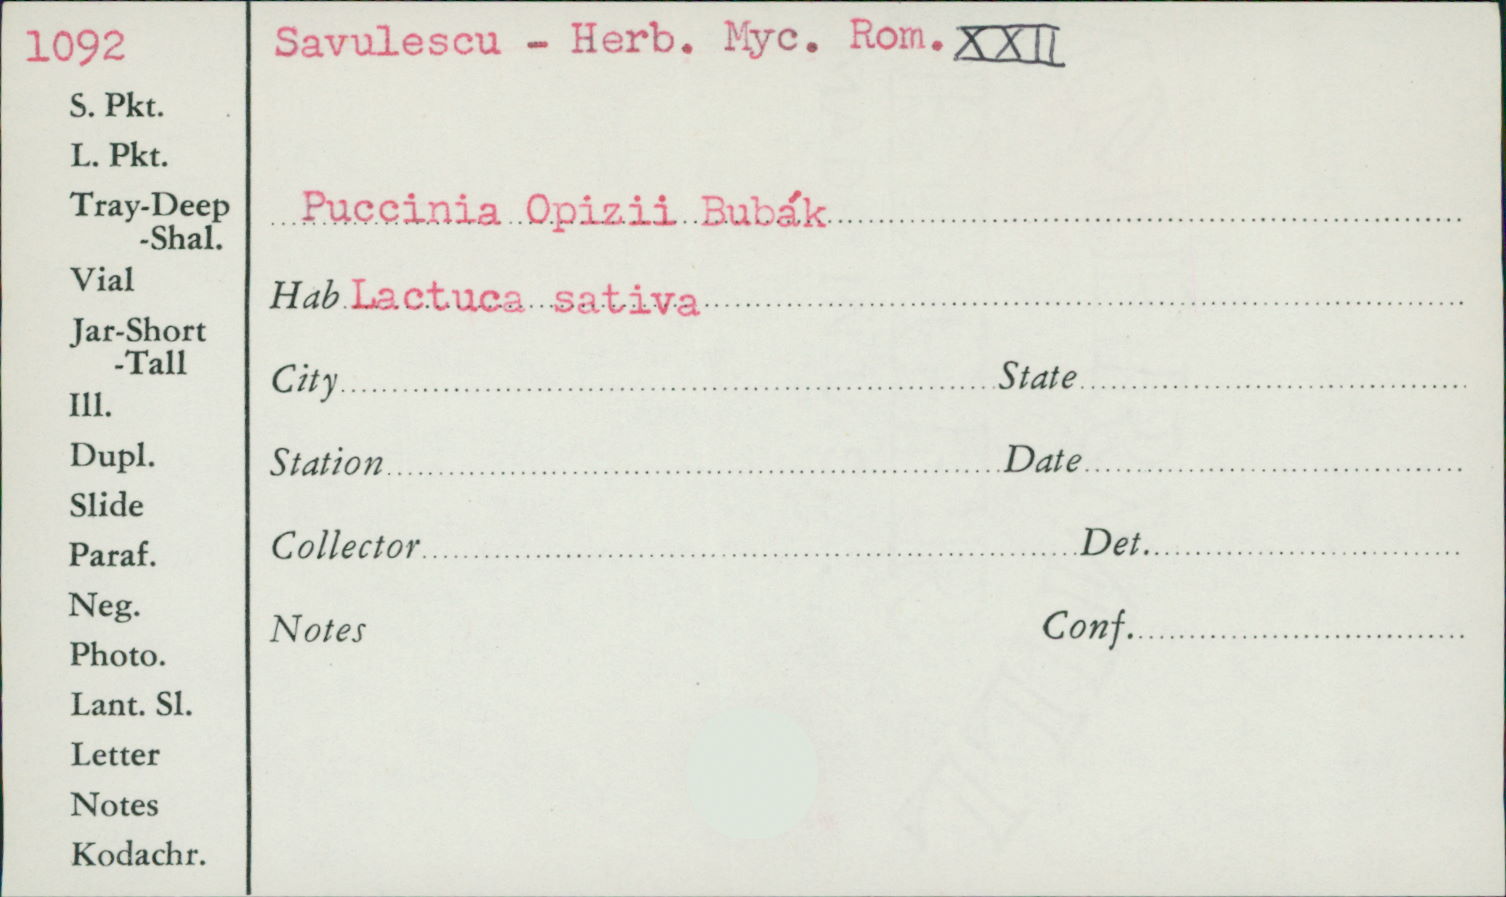 1092
Savulescu - Herb. Myc. Rom. XXII
S. Pkt.
L. Pkt.
Tray-Deep
-Shal.
Vial
Jar-Short
-Tall
Ill.
Dupl.
Slide
Paraf.
Neg.
Photo.
Lant. Sl.
Letter
Notes
Kodachr.
Puccinia Opizii Bubák
Hab Lactuca sativa
City State
Station Date
Collector Det.
Notes Conf.